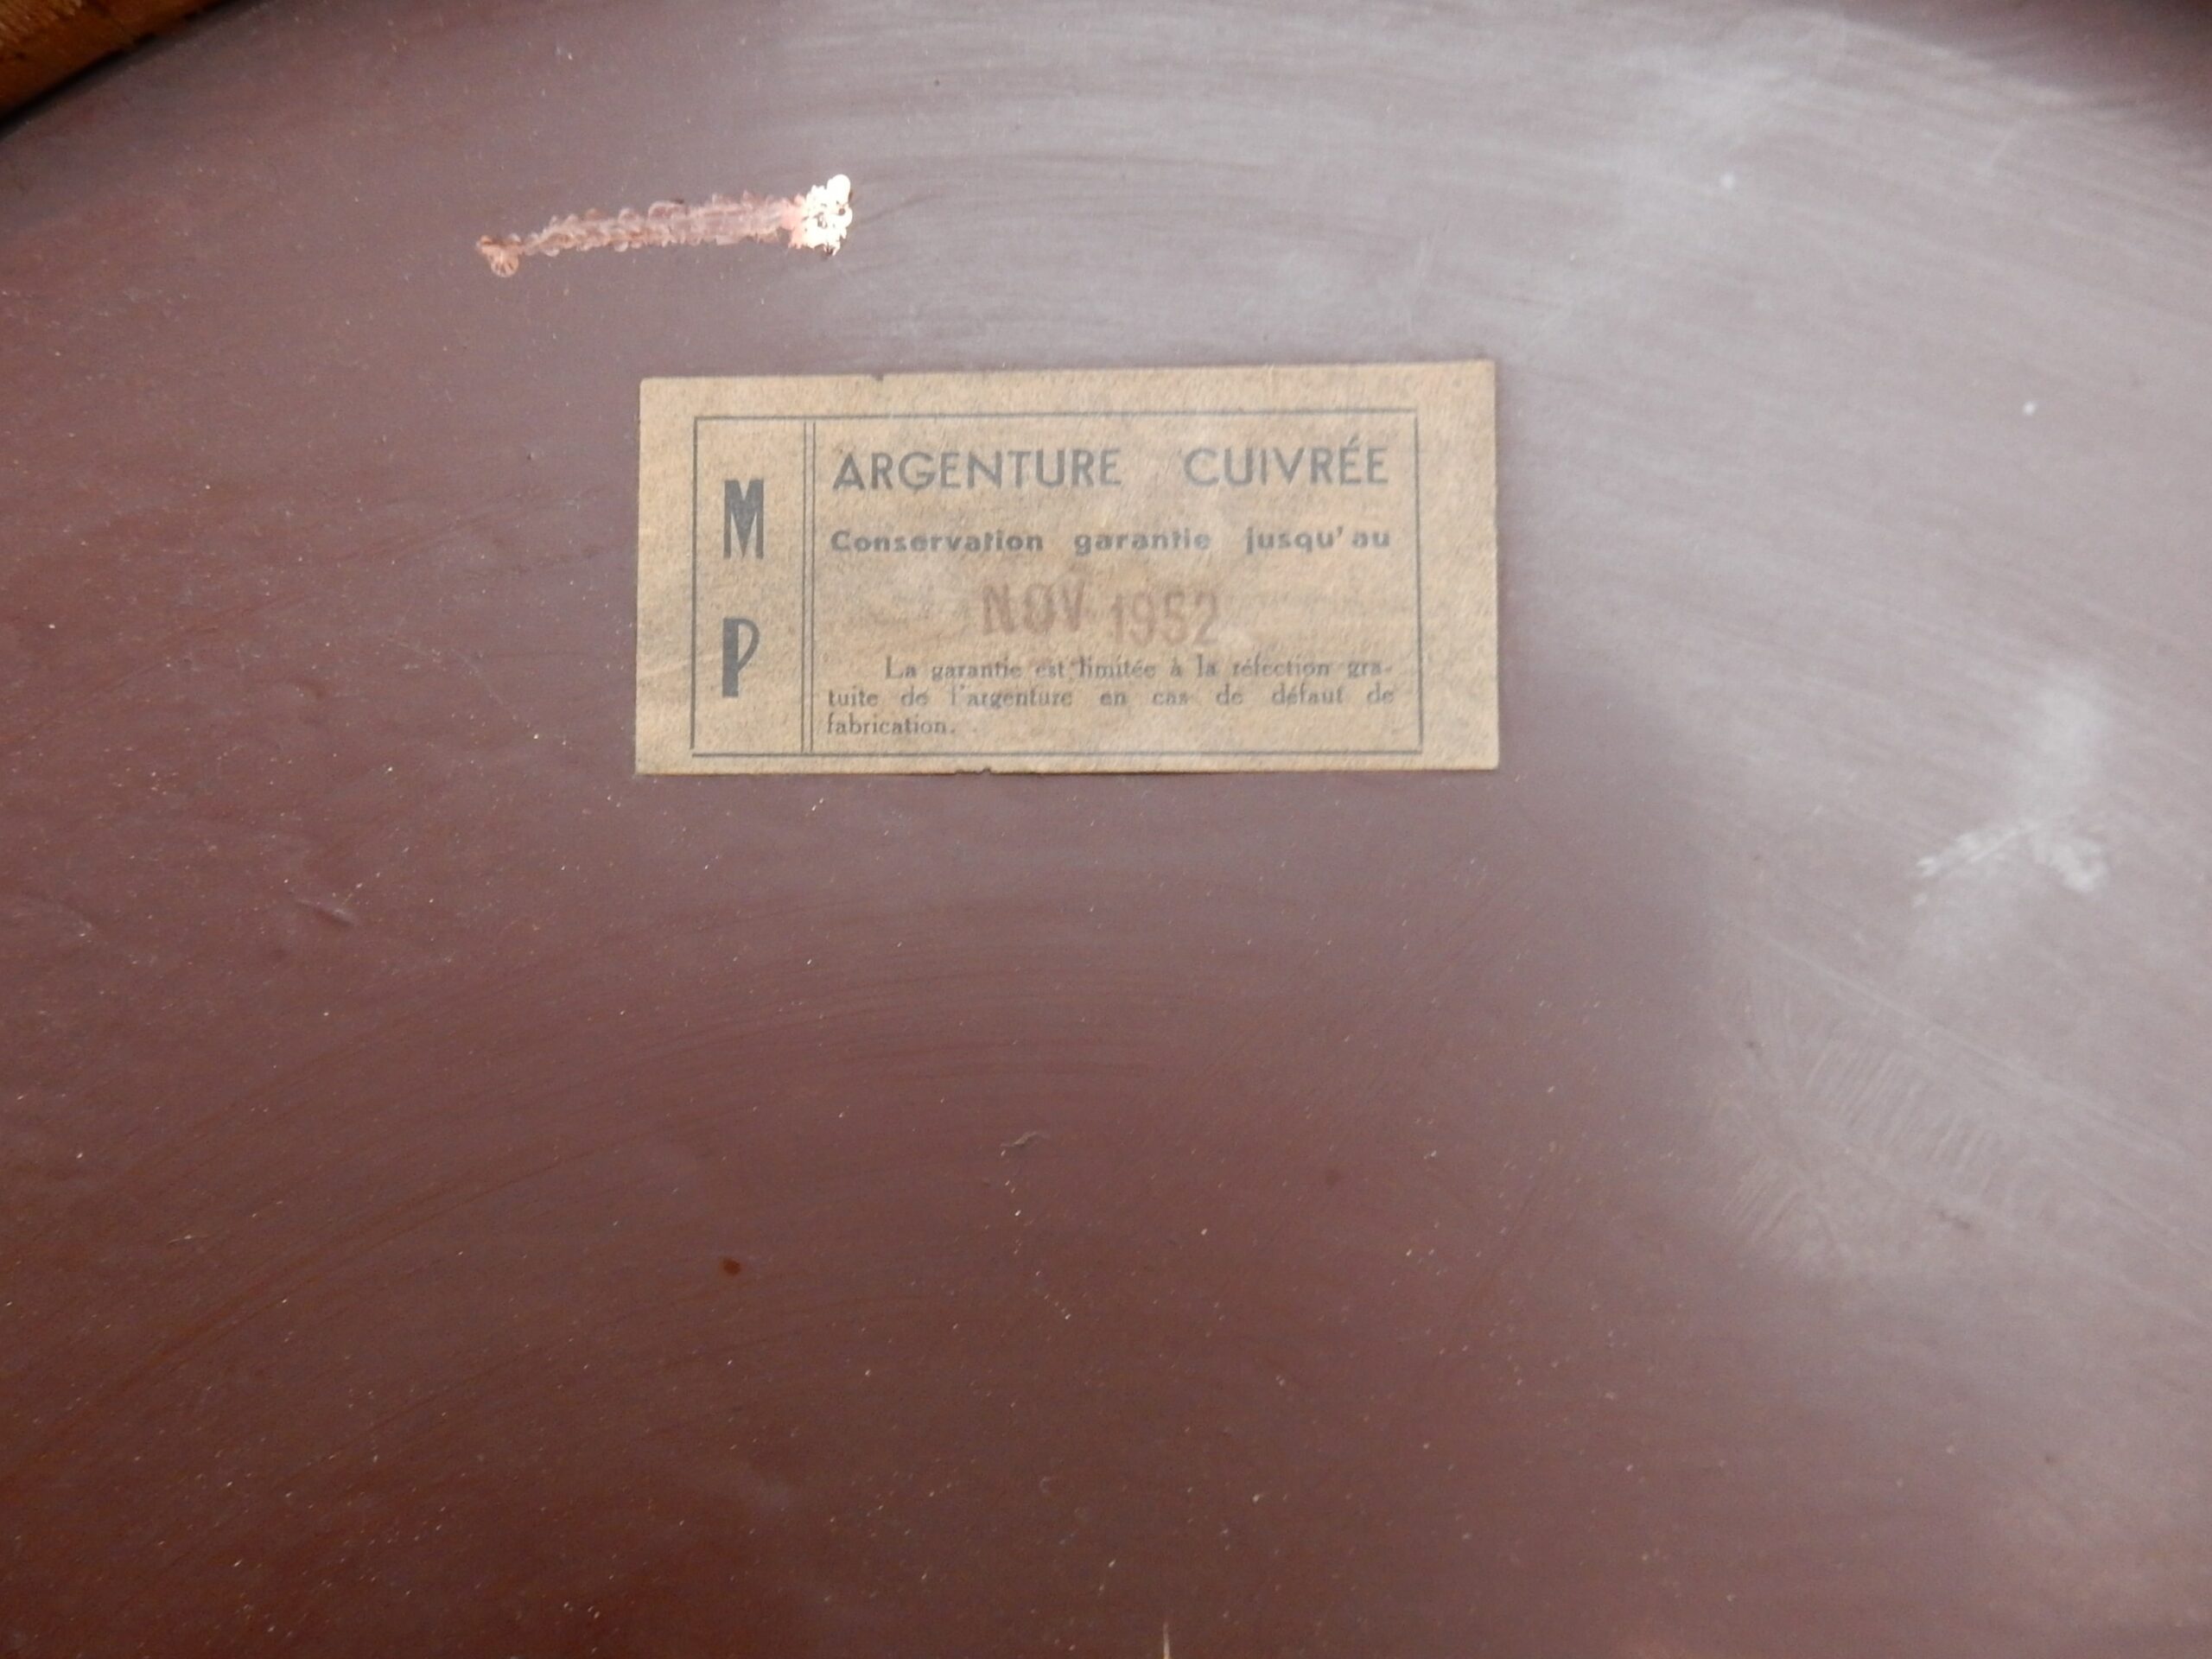 M
P
ARGENTURE CUIVRÉE
Conservation garantie jusqu'au
NOV 1952
La garantie est limitée à la réfection gra-
tuite de l'argenture en cas de défaut de
fabrication.